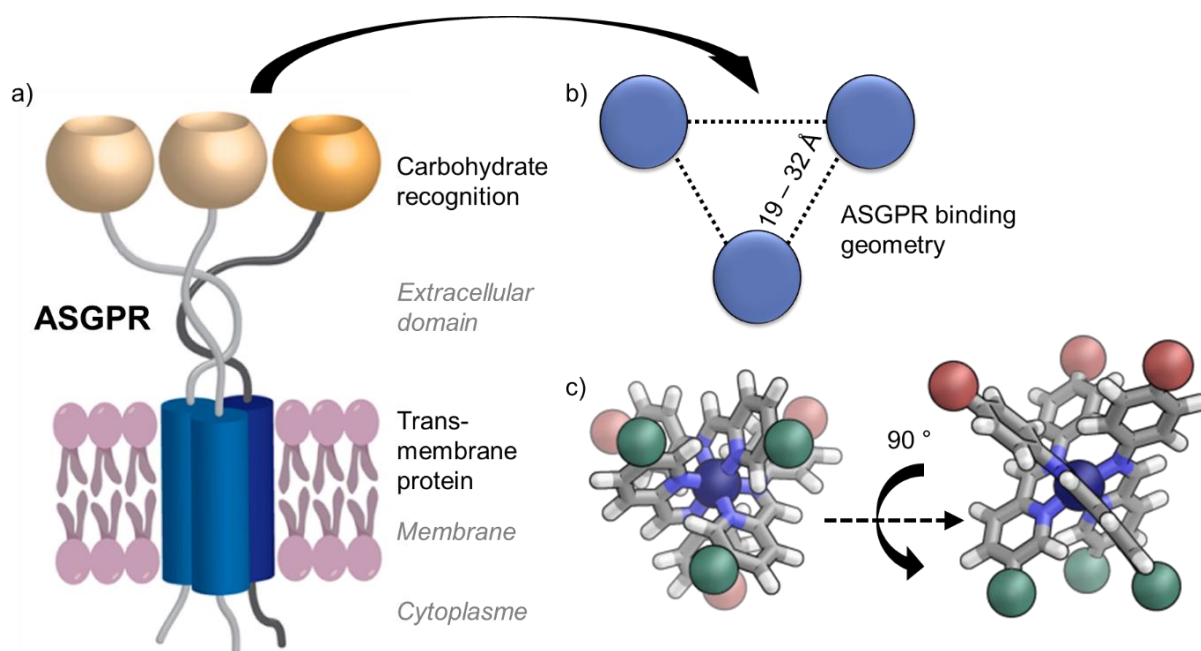 a)
Carbohydrate
recognition
ASGPR
Extracellular
domain
Trans-
membrane
protein
Membrane
Cytoplasme
b)
19 – 32 Å
ASGPR binding
geometry
c)
90 °